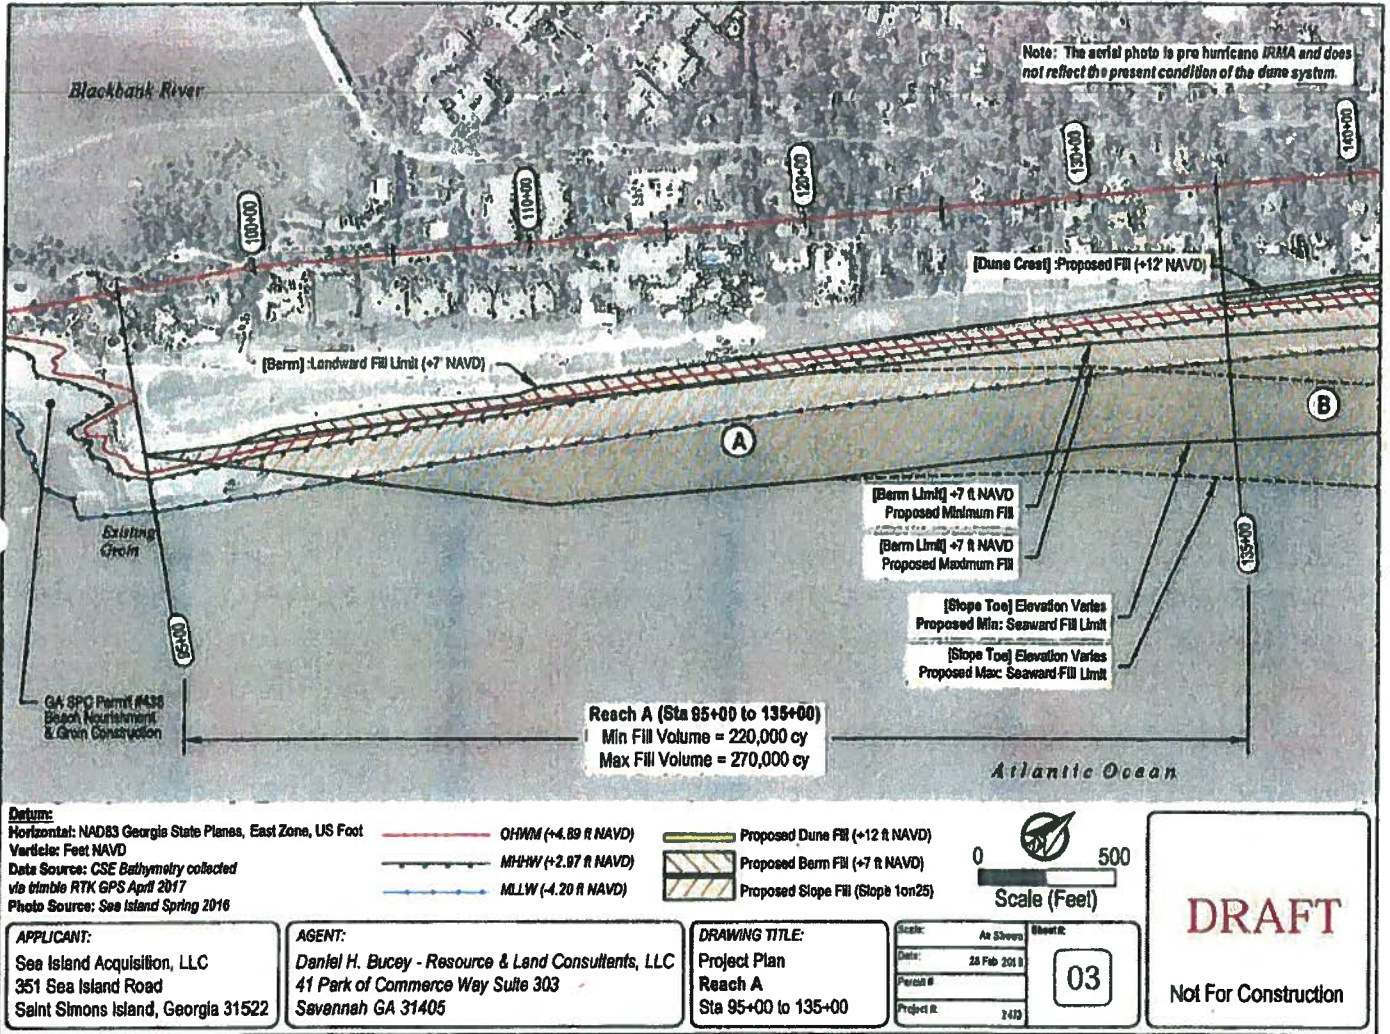 Note: The aerial photo is pre hurricane IRMA and does
not reflect the present condition of the dune system.
Blackbank River
100+00
110+00
120+00
130+00
140+00
[Dune Crest] :Proposed Fill (+12' NAVD)
[Berm] :Landward Fill Limit (+7' NAVD)
A
B
[Berm Limit] +7 ft NAVD
Proposed Minimum Fill
[Berm Limit] +7 ft NAVD
Proposed Maximum Fill
Existing
Groin
135+00
95+00
[Slope Toe] Elevation Varies
Proposed Min: Seaward Fill Limit
[Slope Toe] Elevation Varies
Proposed Max: Seaward Fill Limit
GA SPC Permit #438
Beach Nourishment
& Groin Construction
Reach A (Sta 95+00 to 135+00)
Min Fill Volume = 220,000 cy
Max Fill Volume = 270,000 cy
Atlantic Ocean
Datum:
Horizontal: NAD83 Georgia State Planes, East Zone, US Foot
Verticle: Feet NAVD
Data Source: CSE Bathymetry collected
via trimble RTK GPS April 2017
Photo Source: Sea Island Spring 2016
OHWM (+4.89 ft NAVD)
MHHW (+2.97 ft NAVD)
MLLW (-4.20 ft NAVD)
Proposed Dune Fill (+12 ft NAVD)
Proposed Berm Fill (+7 ft NAVD)
Proposed Slope Fill (Slope 1on25)
0 500
Scale (Feet)
DRAFT
Not For Construction
APPLICANT:
Sea Island Acquisition, LLC
351 Sea Island Road
Saint Simons Island, Georgia 31522
AGENT:
Daniel H. Bucey - Resource & Land Consultants, LLC
41 Park of Commerce Way Suite 303
Savannah GA 31405
DRAWING TITLE:
Project Plan
Reach A
Sta 95+00 to 135+00
Scale: As Shown
Date: 28 Feb 2018
Permit #
Project #:
Sheet #:
03